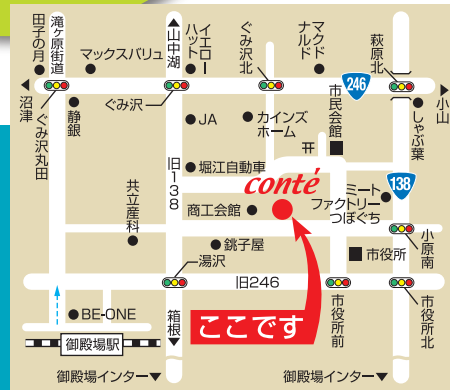 田子の月
滝ヶ原街道
マックスバリュ
▲山中湖
イエローハット
ぐみ沢北
マクドナルド
萩原北
246
◀沼津
▶小山
ぐみ沢丸田
静銀
ぐみ沢
JA
カインズ
ホーム
市民会館
しゃぶ葉
旧138
堀江自動車
conté
138
ミート
ファクトリー
つぼぐち
共立産科
商工会館
小原南
銚子屋
市役所
湯沢
旧246
BE-ONE
箱根▼
ここです
市役所前
市役所北
御殿場駅
御殿場インター▼
御殿場インター▼